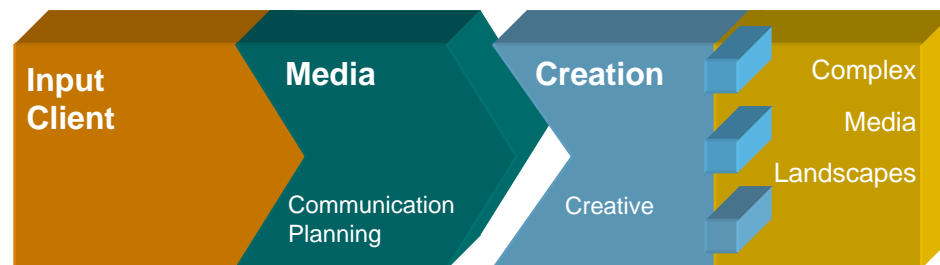 Input
Client
Media
Communication
Planning
Creation
Creative
Complex
Media
Landscapes